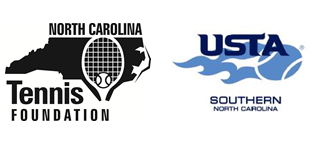 NORTH CAROLINA
Tennis
FOUNDATION
USTA®
SOUTHERN
NORTH CAROLINA